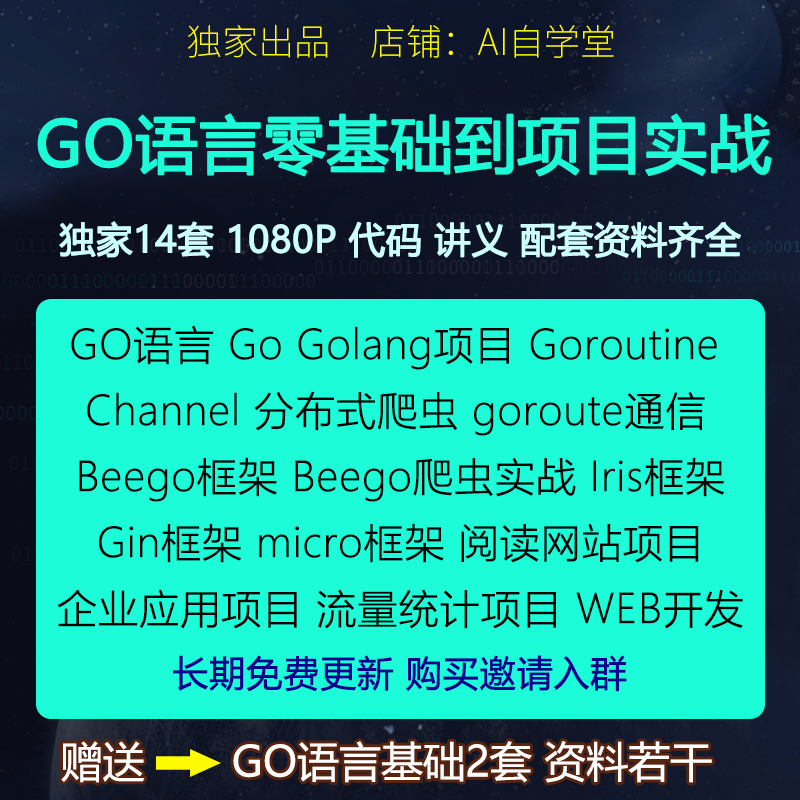 独家出品 店铺：AI自学堂
GO语言零基础到项目实战
独家14套 1080P 代码 讲义 配套资料齐全
GO语言 Go Golang项目 Goroutine
Channel 分布式爬虫 goroute通信
Beego框架 Beego爬虫实战 Iris框架
Gin框架 micro框架 阅读网站项目
企业应用项目 流量统计项目 WEB开发
长期免费更新 购买邀请入群
赠送 GO语言基础2套 资料若干